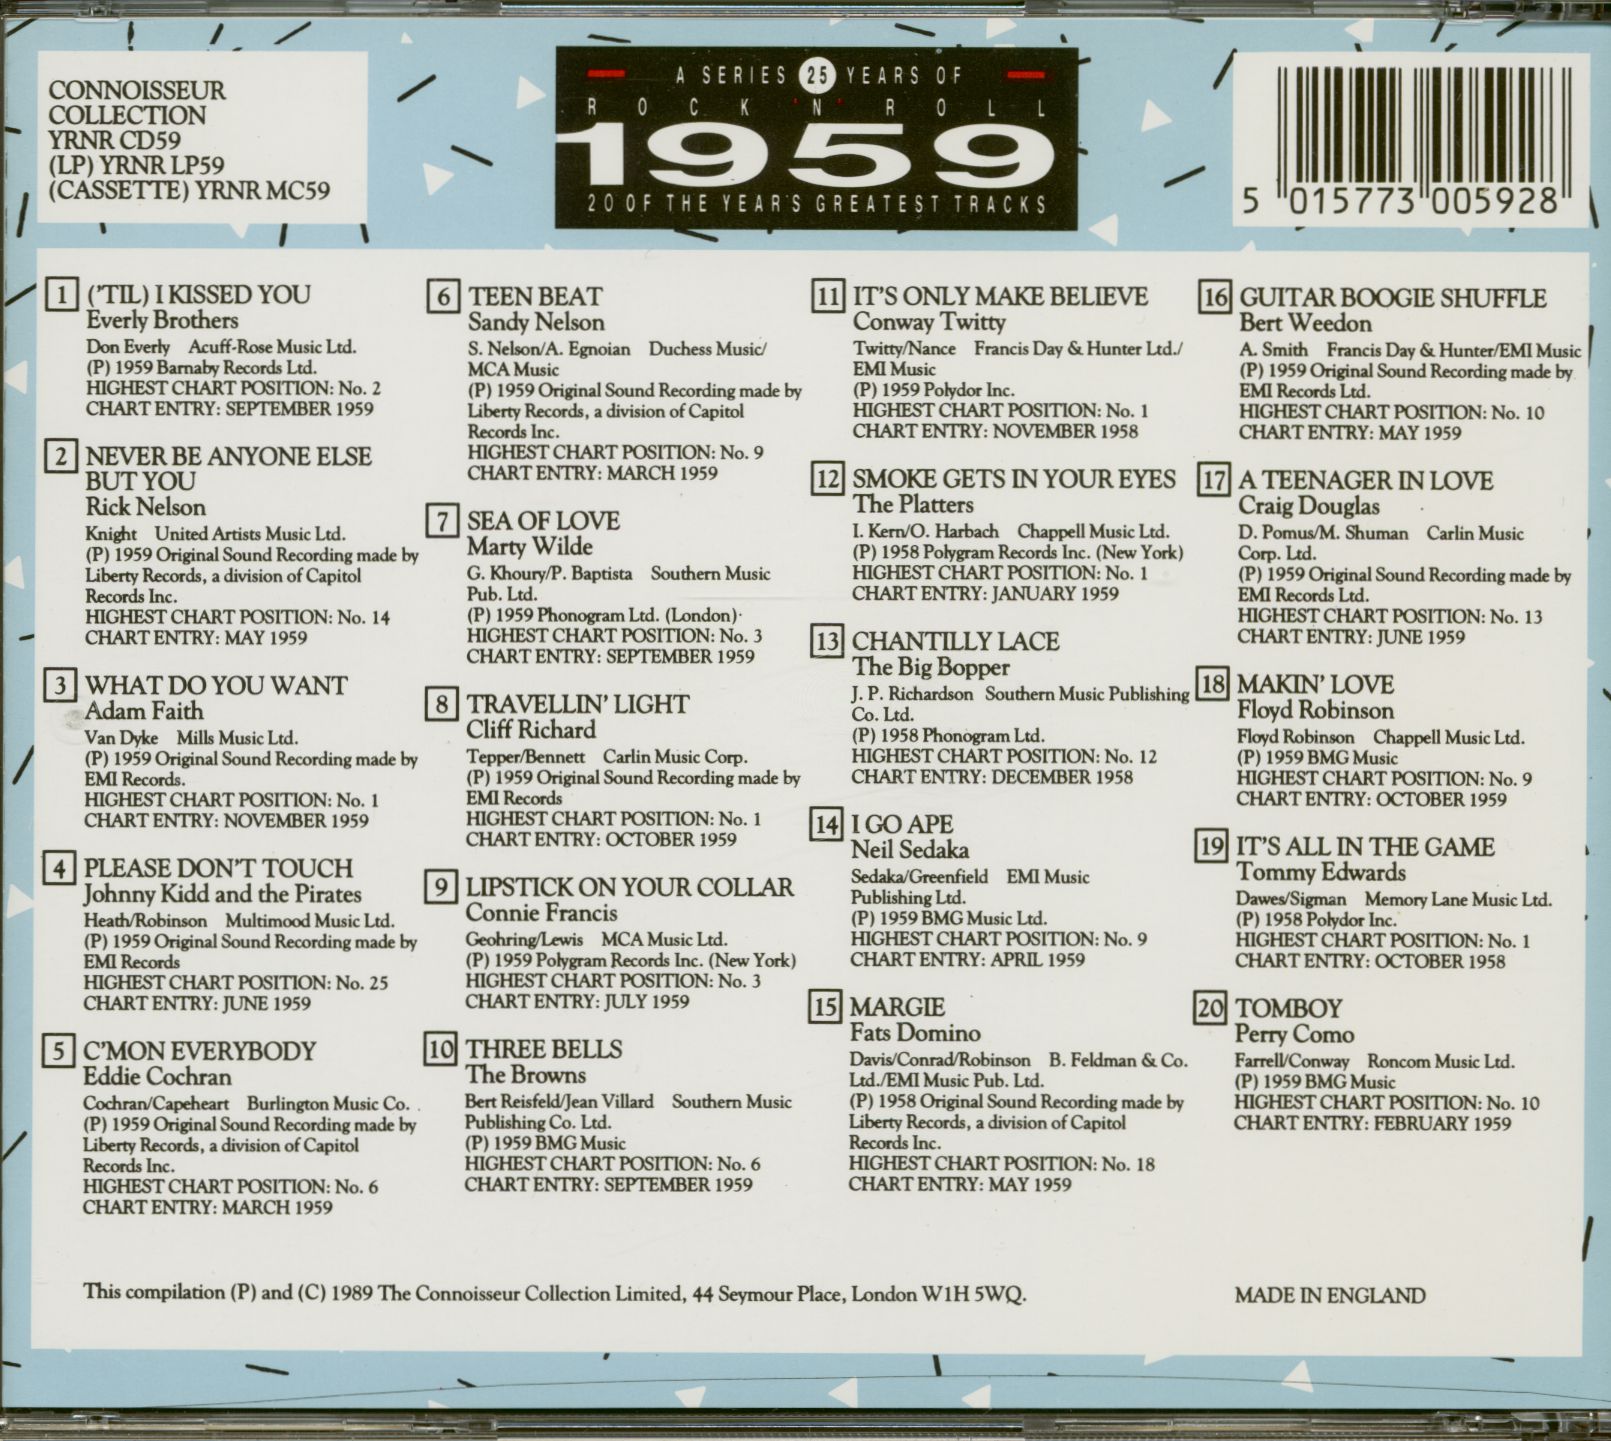 CONNOISSEUR
COLLECTION
YRNR CD59
(LP) YRNR LP59
(CASSETTE) YRNR MC59
A SERIES 25 YEARS OF
ROCK 'N' ROLL
1959
20 OF THE YEAR'S GREATEST TRACKS
5 015773 005928
1 ('TIL) I KISSED YOU
Everly Brothers
Don Everly Acuff-Rose Music Ltd.
(P) 1959 Barnaby Records Ltd.
HIGHEST CHART POSITION: No. 2
CHART ENTRY: SEPTEMBER 1959
2 NEVER BE ANYONE ELSE
BUT YOU
Rick Nelson
Knight United Artists Music Ltd.
(P) 1959 Original Sound Recording made by
Liberty Records, a division of Capitol
Records Inc.
HIGHEST CHART POSITION: No. 14
CHART ENTRY: MAY 1959
3 WHAT DO YOU WANT
Adam Faith
Van Dyke Mills Music Ltd.
(P) 1959 Original Sound Recording made by
EMI Records.
HIGHEST CHART POSITION: No. 1
CHART ENTRY: NOVEMBER 1959
4 PLEASE DON'T TOUCH
Johnny Kidd and the Pirates
Heath/Robinson Multimood Music Ltd.
(P) 1959 Original Sound Recording made by
EMI Records
HIGHEST CHART POSITION: No. 25
CHART ENTRY: JUNE 1959
5 C'MON EVERYBODY
Eddie Cochran
Cochran/Capeheart Burlington Music Co.
(P) 1959 Original Sound Recording made by
Liberty Records, a division of Capitol
Records Inc.
HIGHEST CHART POSITION: No. 6
CHART ENTRY: MARCH 1959
6 TEEN BEAT
Sandy Nelson
S. Nelson/A. Egnoian Duchess Music/
MCA Music
(P) 1959 Original Sound Recording made by
Liberty Records, a division of Capitol
Records Inc.
HIGHEST CHART POSITION: No. 9
CHART ENTRY: MARCH 1959
7 SEA OF LOVE
Marty Wilde
G. Khoury/P. Baptista Southern Music
Pub. Ltd.
(P) 1959 Phonogram Ltd. (London)
HIGHEST CHART POSITION: No. 3
CHART ENTRY: SEPTEMBER 1959
8 TRAVELLIN' LIGHT
Cliff Richard
Tepper/Bennett Carlin Music Corp.
(P) 1959 Original Sound Recording made by
EMI Records
HIGHEST CHART POSITION: No. 1
CHART ENTRY: OCTOBER 1959
9 LIPSTICK ON YOUR COLLAR
Connie Francis
Geohring/Lewis MCA Music Ltd.
(P) 1959 Polygram Records Inc. (New York)
HIGHEST CHART POSITION: No. 3
CHART ENTRY: JULY 1959
10 THREE BELLS
The Browns
Bert Reisfeld/Jean Villard Southern Music
Publishing Co. Ltd.
(P) 1959 BMG Music
HIGHEST CHART POSITION: No. 6
CHART ENTRY: SEPTEMBER 1959
11 IT'S ONLY MAKE BELIEVE
Conway Twitty
Twitty/Nance Francis Day & Hunter Ltd./
EMI Music
(P) 1959 Polydor Inc.
HIGHEST CHART POSITION: No. 1
CHART ENTRY: NOVEMBER 1958
12 SMOKE GETS IN YOUR EYES
The Platters
I. Kern/O. Harbach Chappell Music Ltd.
(P) 1958 Polygram Records Inc. (New York)
HIGHEST CHART POSITION: No. 1
CHART ENTRY: JANUARY 1959
13 CHANTILLY LACE
The Big Bopper
J. P. Richardson Southern Music Publishing
Co. Ltd.
(P) 1958 Phonogram Ltd.
HIGHEST CHART POSITION: No. 12
CHART ENTRY: DECEMBER 1958
14 I GO APE
Neil Sedaka
Sedaka/Greenfield EMI Music
Publishing Ltd.
(P) 1959 BMG Music Ltd.
HIGHEST CHART POSITION: No. 9
CHART ENTRY: APRIL 1959
15 MARGIE
Fats Domino
Davis/Conrad/Robinson B. Feldman & Co.
Ltd./EMI Music Pub. Ltd.
(P) 1958 Original Sound Recording made by
Liberty Records, a division of Capitol
Records Inc.
HIGHEST CHART POSITION: No. 18
CHART ENTRY: MAY 1959
16 GUITAR BOOGIE SHUFFLE
Bert Weedon
A. Smith Francis Day & Hunter/EMI Music
(P) 1959 Original Sound Recording made by
EMI Records Ltd.
HIGHEST CHART POSITION: No. 10
CHART ENTRY: MAY 1959
17 A TEENAGER IN LOVE
Craig Douglas
D. Pomus/M. Shuman Carlin Music
Corp. Ltd.
(P) 1959 Original Sound Recording made by
EMI Records Ltd.
HIGHEST CHART POSITION: No. 13
CHART ENTRY: JUNE 1959
18 MAKIN' LOVE
Floyd Robinson
Floyd Robinson Chappell Music Ltd.
(P) 1959 BMG Music
HIGHEST CHART POSITION: No. 9
CHART ENTRY: OCTOBER 1959
19 IT'S ALL IN THE GAME
Tommy Edwards
Dawes/Sigman Memory Lane Music Ltd.
(P) 1958 Polydor Inc.
HIGHEST CHART POSITION: No. 1
CHART ENTRY: OCTOBER 1958
20 TOMBOY
Perry Como
Farrell/Conway Roncom Music Ltd.
(P) 1959 BMG Music
HIGHEST CHART POSITION: No. 10
CHART ENTRY: FEBRUARY 1959
This compilation (P) and (C) 1989 The Connoisseur Collection Limited, 44 Seymour Place, London W1H 5WQ.
MADE IN ENGLAND